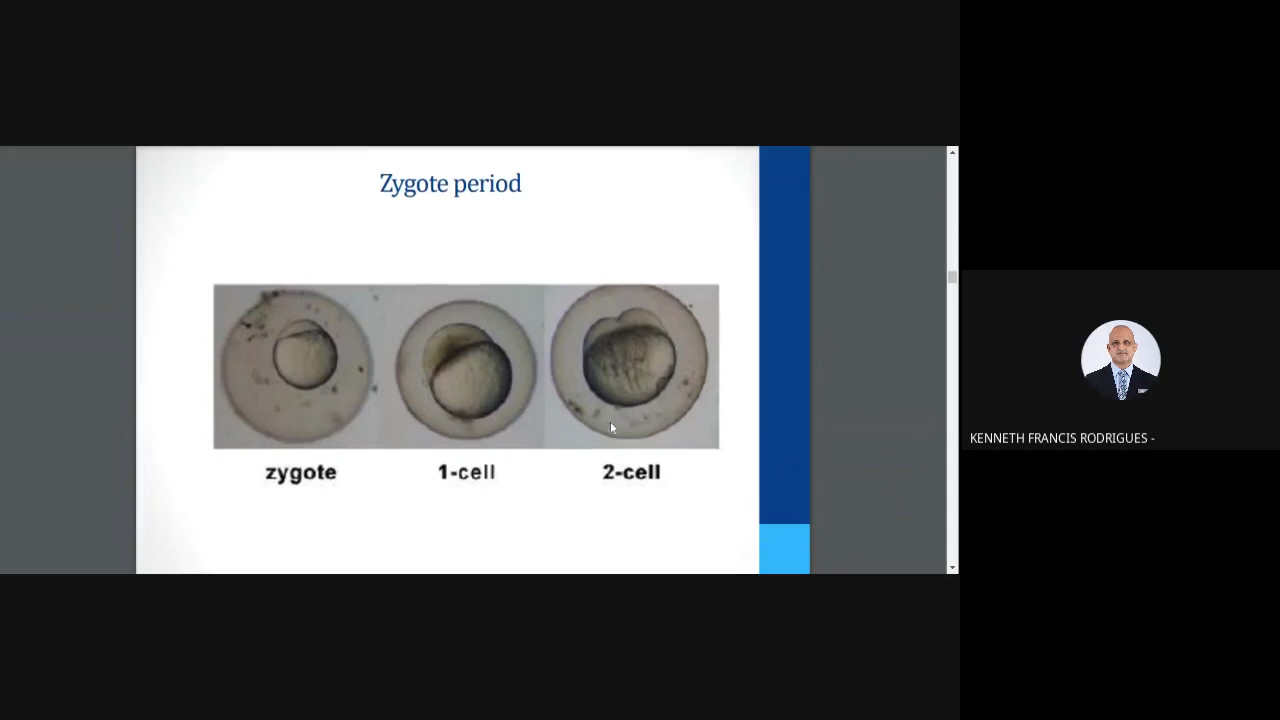 Zygote period
zygote 1-cell 2-cell
KENNETH FRANCIS RODRIGUES -